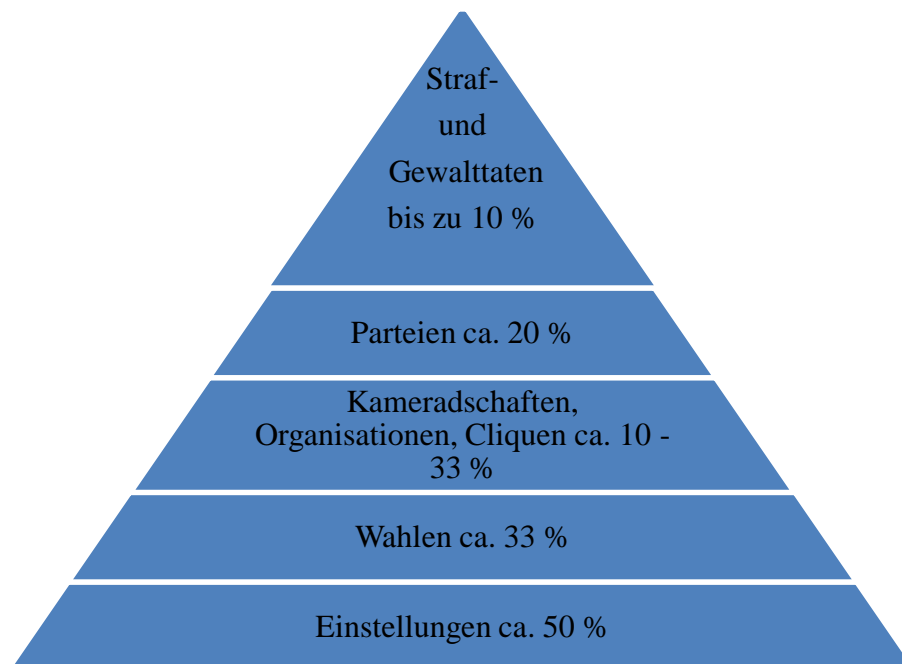 Straf-
und
Gewalttaten
bis zu 10 %
Parteien ca. 20 %
Kameradschaften,
Organisationen, Cliquen ca. 10 -
33 %
Wahlen ca. 33 %
Einstellungen ca. 50 %